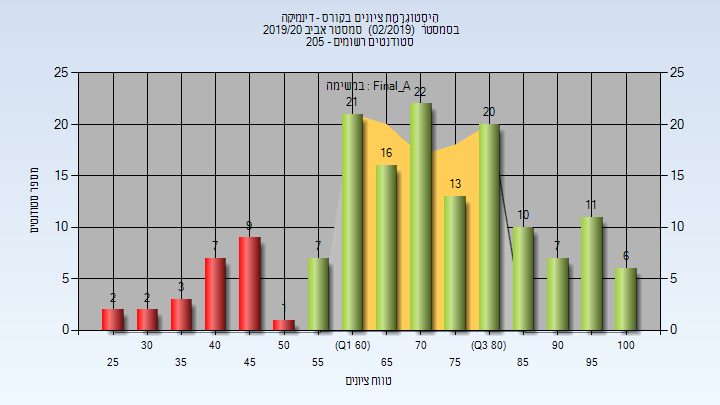 היסטוגרמת ציונים בקורס - דינמיקה
בסמסטר (02/2019) סמסטר אביב 2019/20
סטודנטים רשומים - 205
במשימה : Final_A
25 25
20 20
15 15
10 10
5 5
0 0
מספר סטודנטים
2 2 3 7 9 1 7 21 16 22 13 20 10 7 11 6
30 40 50 (Q1 60) 70 (Q3 80) 90 100
25 35 45 55 65 75 85 95
טווח ציונים